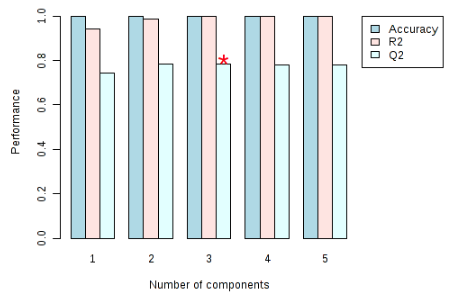 Performance
1.0
0.8
0.6
0.4
0.2
0.0
1 2 3 4 5
Number of components
Accuracy
R2
Q2
*